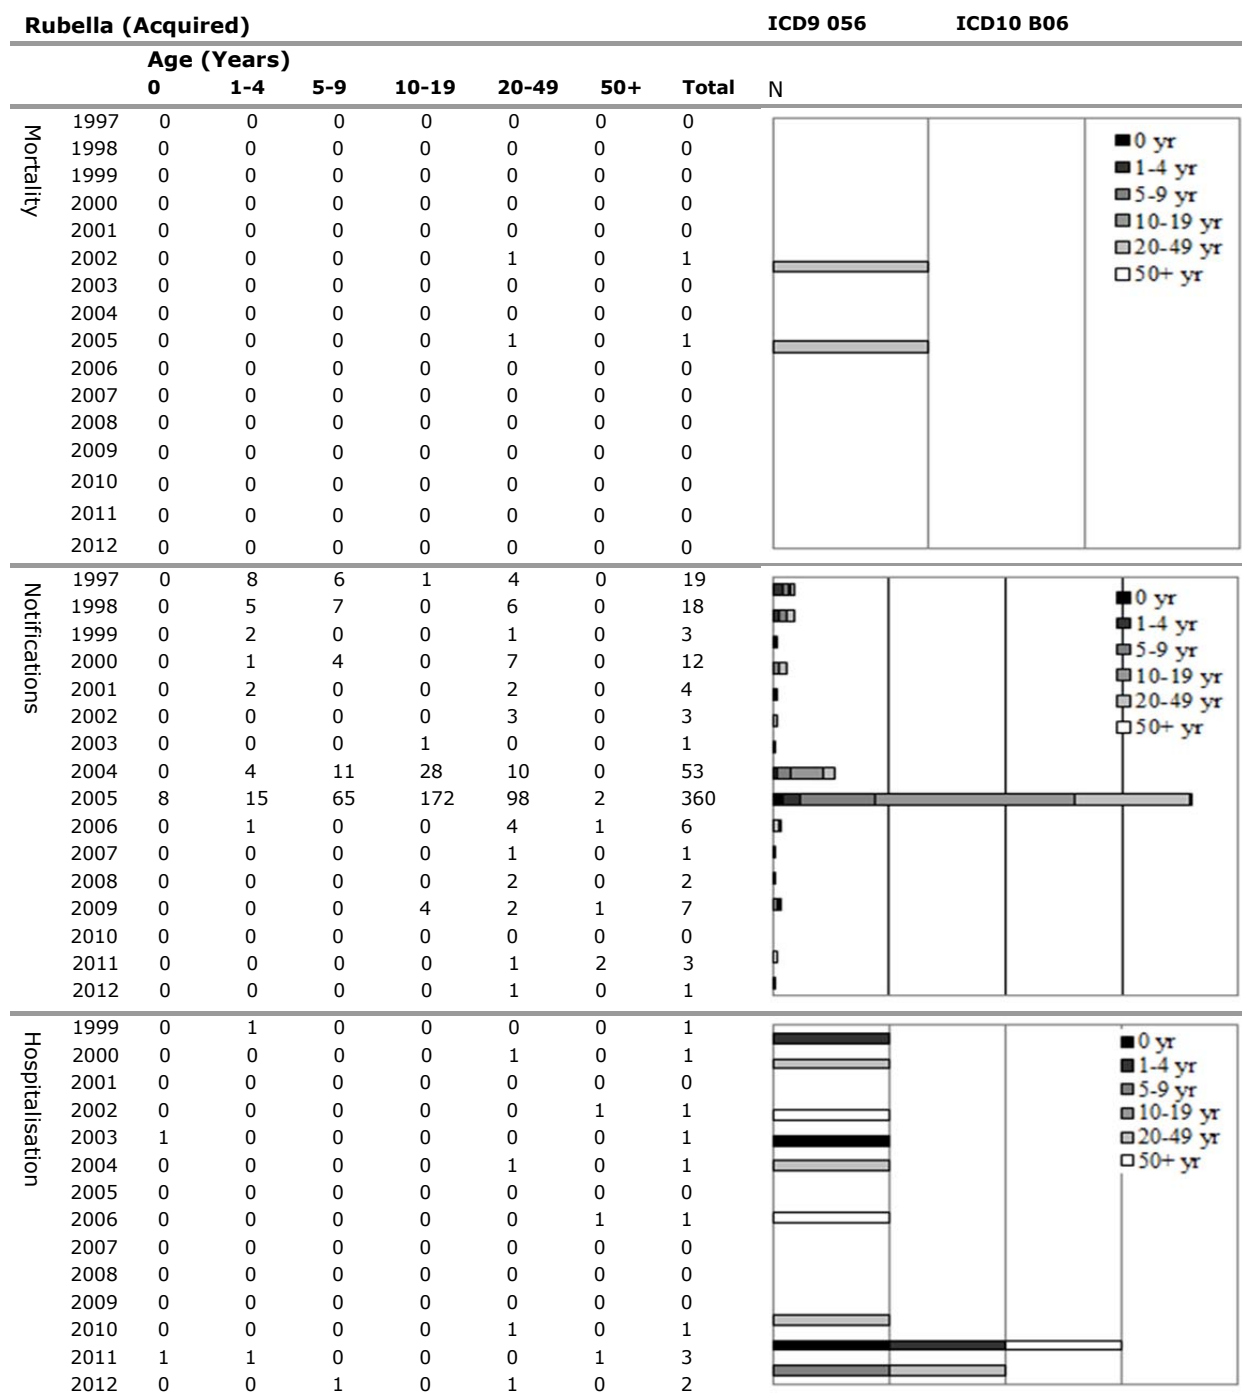 Rubella (Acquired) ICD9 056 ICD10 B06
Age (Years)
0 1-4 5-9 10-19 20-49 50+ Total N
Mortality
1997 0 0 0 0 0 0 0
1998 0 0 0 0 0 0 0
1999 0 0 0 0 0 0 0
2000 0 0 0 0 0 0 0
2001 0 0 0 0 0 0 0
2002 0 0 0 0 1 0 1
2003 0 0 0 0 0 0 0
2004 0 0 0 0 0 0 0
2005 0 0 0 0 1 0 1
2006 0 0 0 0 0 0 0
2007 0 0 0 0 0 0 0
2008 0 0 0 0 0 0 0
2009 0 0 0 0 0 0 0
2010 0 0 0 0 0 0 0
2011 0 0 0 0 0 0 0
2012 0 0 0 0 0 0 0
0 yr
1-4 yr
5-9 yr
10-19 yr
20-49 yr
50+ yr
Notifications
1997 0 8 6 1 4 0 19
1998 0 5 7 0 6 0 18
1999 0 2 0 0 1 0 3
2000 0 1 4 0 7 0 12
2001 0 2 0 0 2 0 4
2002 0 0 0 0 3 0 3
2003 0 0 0 1 0 0 1
2004 0 4 11 28 10 0 53
2005 8 15 65 172 98 2 360
2006 0 1 0 0 4 1 6
2007 0 0 0 0 1 0 1
2008 0 0 0 0 2 0 2
2009 0 0 0 4 2 1 7
2010 0 0 0 0 0 0 0
2011 0 0 0 0 1 2 3
2012 0 0 0 0 1 0 1
0 yr
1-4 yr
5-9 yr
10-19 yr
20-49 yr
50+ yr
Hospitalisation
1999 0 1 0 0 0 0 1
2000 0 0 0 0 1 0 1
2001 0 0 0 0 0 0 0
2002 0 0 0 0 0 1 1
2003 1 0 0 0 0 0 1
2004 0 0 0 0 1 0 1
2005 0 0 0 0 0 0 0
2006 0 0 0 0 0 1 1
2007 0 0 0 0 0 0 0
2008 0 0 0 0 0 0 0
2009 0 0 0 0 0 0 0
2010 0 0 0 0 1 0 1
2011 1 1 0 0 0 1 3
2012 0 0 1 0 1 0 2
0 yr
1-4 yr
5-9 yr
10-19 yr
20-49 yr
50+ yr